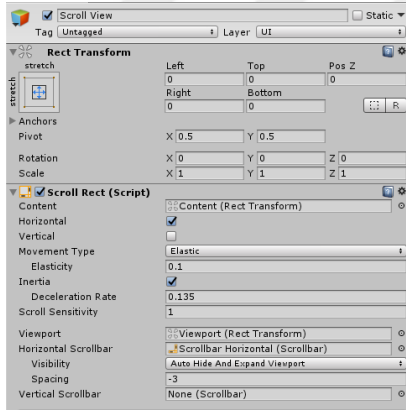 Scroll View Static
Tag Untagged Layer UI
Rect Transform
stretch Left Top Pos Z
stretch 0 0 0
Right Bottom
0 0 R
Anchors
Pivot X 0.5 Y 0.5
Rotation X 0 Y 0 Z 0
Scale X 1 Y 1 Z 1
Scroll Rect (Script)
Content Content (Rect Transform)
Horizontal
Vertical
Movement Type Elastic
Elasticity 0.1
Inertia
Deceleration Rate 0.135
Scroll Sensitivity 1
Viewport Viewport (Rect Transform)
Horizontal Scrollbar Scrollbar Horizontal (Scrollbar)
Visibility Auto Hide And Expand Viewport
Spacing -3
Vertical Scrollbar None (Scrollbar)